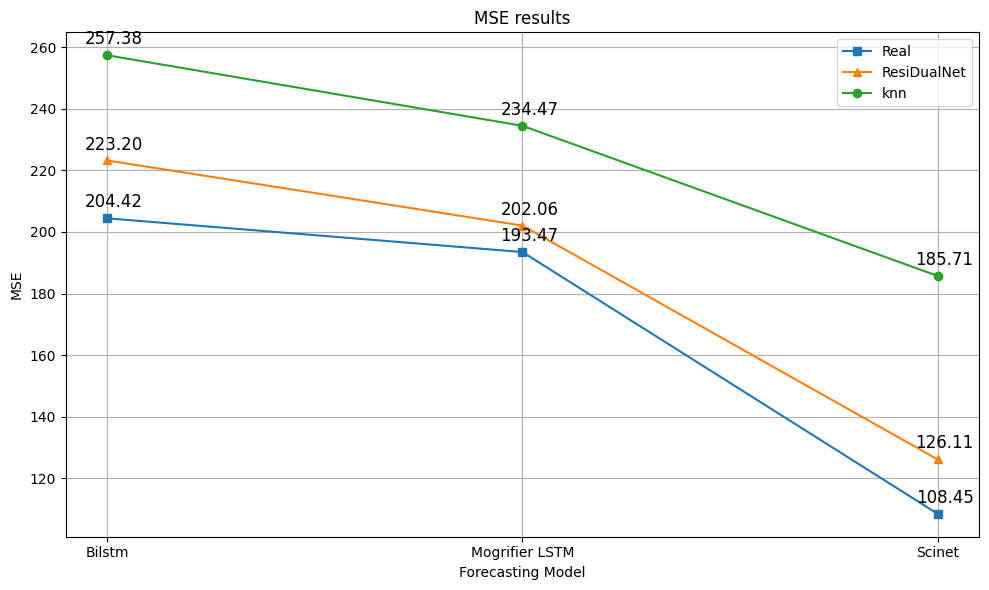 MSE results
257.38
223.20
204.42
234.47
202.06
193.47
185.71
126.11
108.45
Real
ResiDualNet
knn
MSE
260
240
220
200
180
160
140
120
Bilstm
Mogrifier LSTM
Scinet
Forecasting Model